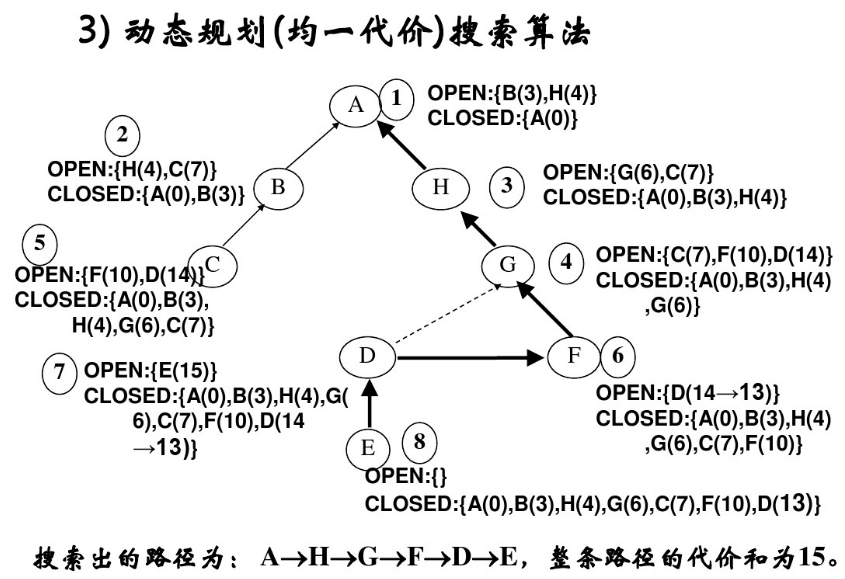 3) 动态规划(均一代价)搜索算法
A
1
OPEN:{B(3),H(4)}
CLOSED:{A(0)}
2
OPEN:{H(4),C(7)}
CLOSED:{A(0),B(3)}
B
H
3
OPEN:{G(6),C(7)}
CLOSED:{A(0),B(3),H(4)}
5
OPEN:{F(10),D(14)}
CLOSED:{A(0),B(3),
H(4),G(6),C(7)}
C
G
4
OPEN:{C(7),F(10),D(14)}
CLOSED:{A(0),B(3),H(4)
,G(6)}
7
OPEN:{E(15)}
CLOSED:{A(0),B(3),H(4),G(
6),C(7),F(10),D(14
→13)}
D
F
6
OPEN:{D(14→13)}
CLOSED:{A(0),B(3),H(4)
,G(6),C(7),F(10)}
E
8
OPEN:{}
CLOSED:{A(0),B(3),H(4),G(6),C(7),F(10),D(13)}
搜索出的路径为：A→H→G→F→D→E，整条路径的代价和为15。